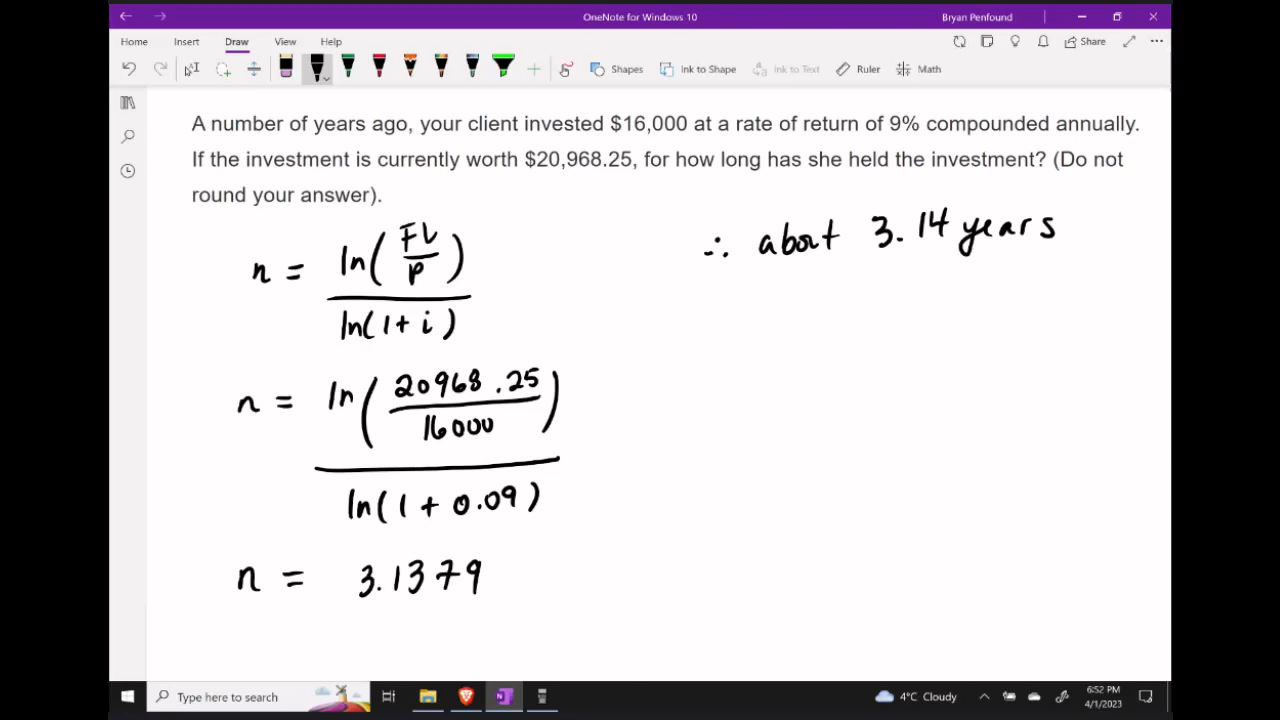 OneNote for Windows 10
Bryan Penfound
Home Insert Draw View Help
Share
Shapes Ink to Shape Ink to Text Ruler Math
A number of years ago, your client invested $16,000 at a rate of return of 9% compounded annually.
If the investment is currently worth $20,968.25, for how long has she held the investment? (Do not
round your answer).
n = ln(FV/P)
ln(1+i)
n = ln(20968.25/16000)
ln(1+0.09)
n = 3.1379
∴ about 3.14 years
Type here to search
4°C Cloudy
6:52 PM
4/1/2023